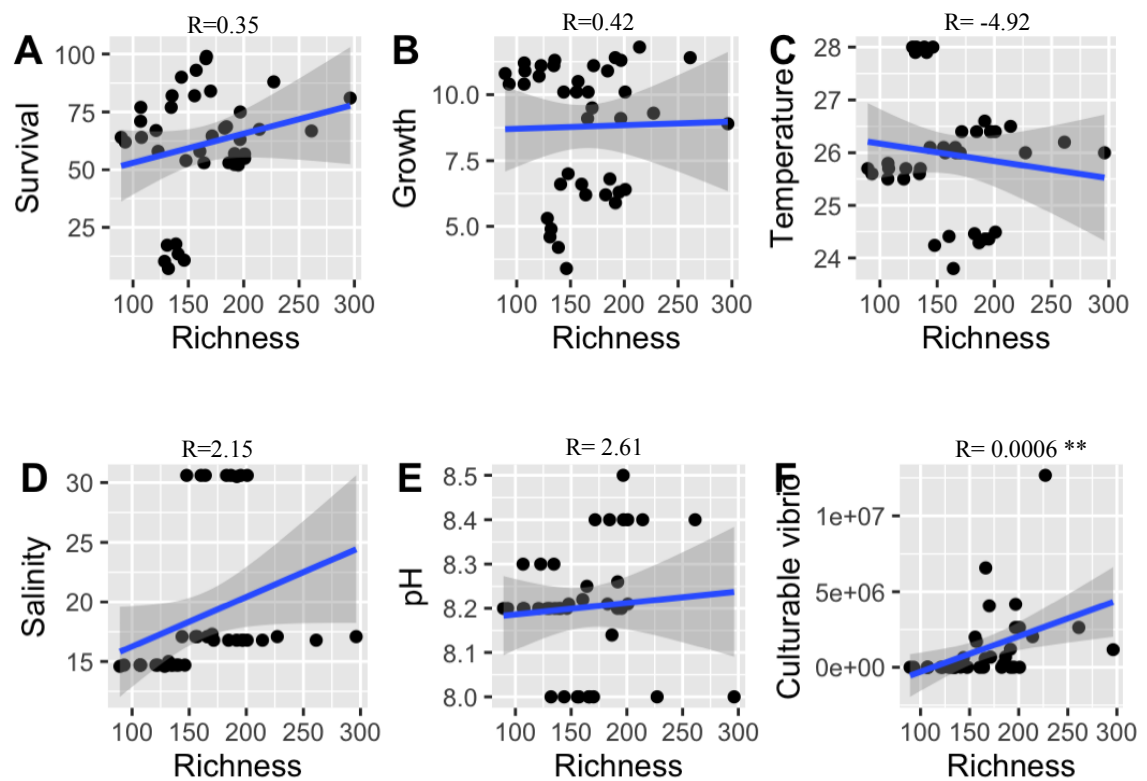 R=0.35
R=0.42
R= -4.92
A
B
C
Survival
100
75
50
25
100 150 200 250 300
Richness
Growth
10.0
7.5
5.0
100 150 200 250 300
Richness
Temperature
28
27
26
25
24
100 150 200 250 300
Richness
R=2.15
R= 2.61
R= 0.0006 **
D
E
F
Salinity
30
25
20
15
100 150 200 250 300
Richness
pH
8.5
8.4
8.3
8.2
8.1
8.0
100 150 200 250 300
Richness
Culturable vibrio
1e+07
5e+06
0e+00
100 150 200 250 300
Richness